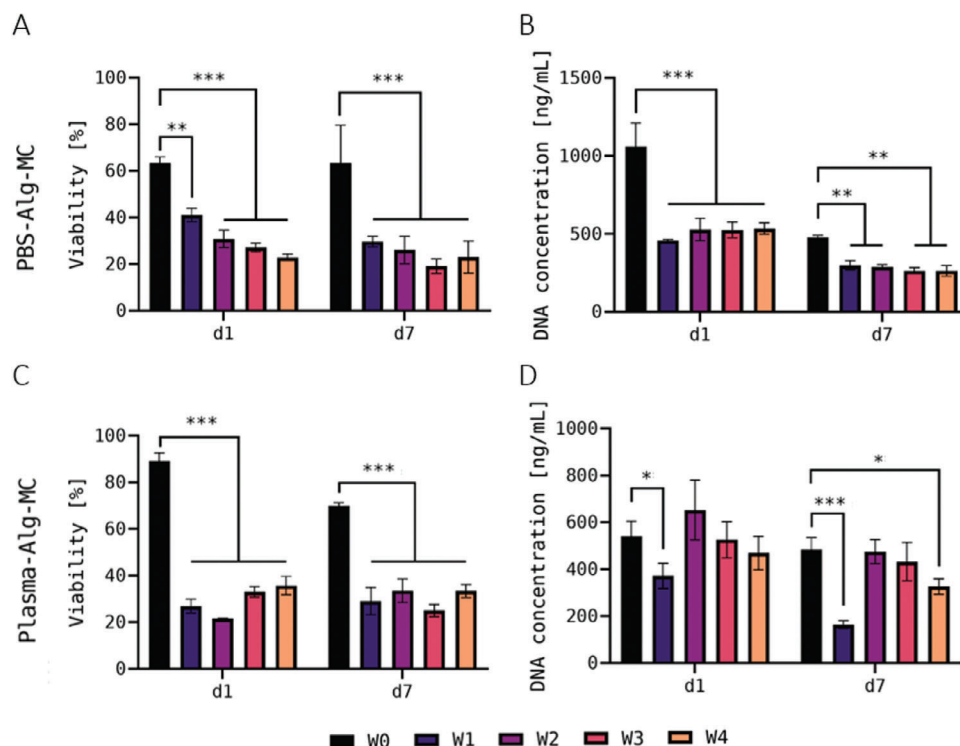 A
PBS-Alg-MC
Viability [%]
100
80
60
40
20
0
***
**
***
d1
d7
B
DNA concentration [ng/mL]
1500
1000
500
0
***
**
**
d1
d7
C
Plasma-Alg-MC
Viability [%]
100
80
60
40
20
0
***
***
d1
d7
D
DNA concentration [ng/mL]
1000
800
600
400
200
0
*
*
***
d1
d7
W0 W1 W2 W3 W4